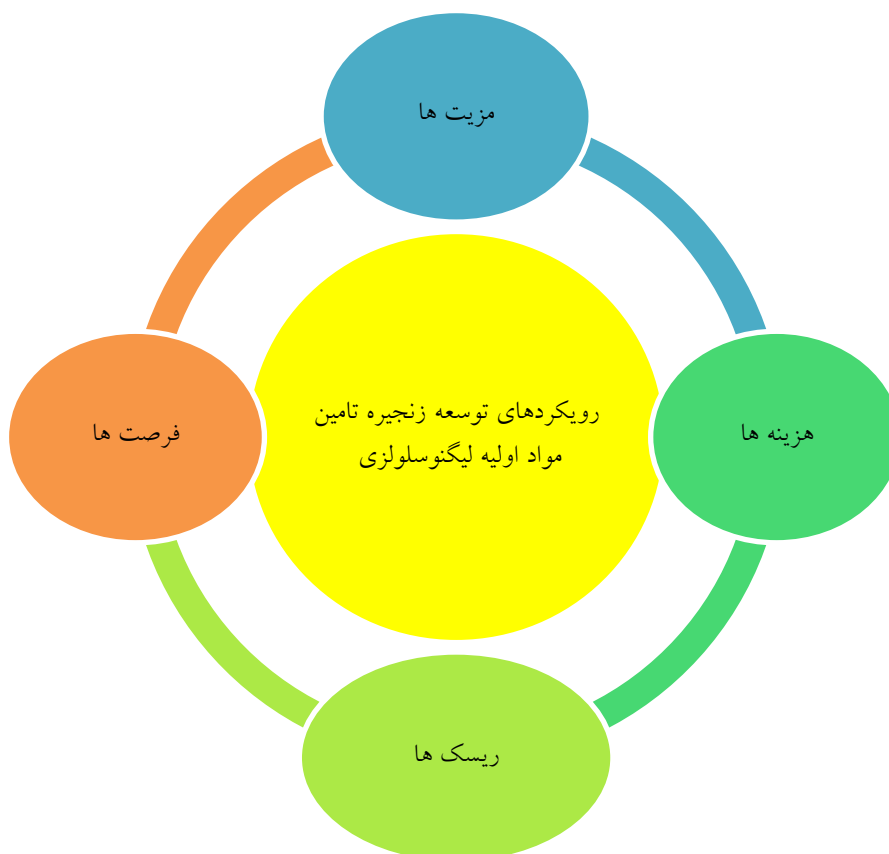 مزیت ها
فرصت ها
رویکردهای توسعه زنجیره تامین
مواد اولیه لیگنوسلولزی
هزینه ها
ریسک ها